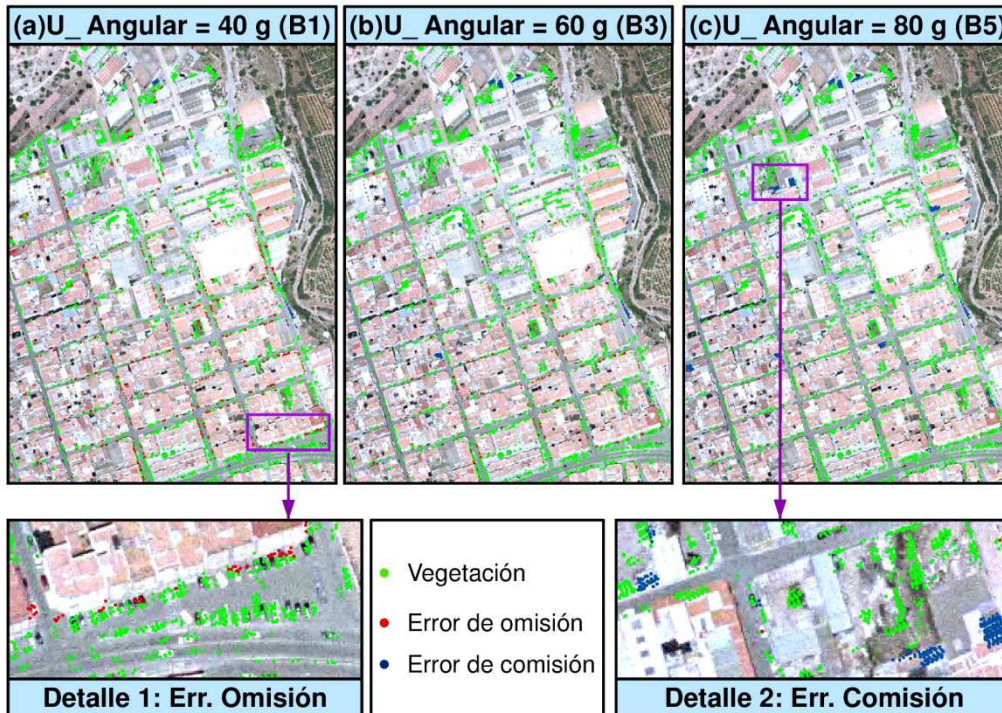 (a)U_ Angular = 40 g (B1)
(b)U_ Angular = 60 g (B3)
(c)U_ Angular = 80 g (B5)
Vegetación
Error de omisión
Error de comisión
Detalle 1: Err. Omisión
Detalle 2: Err. Comisión